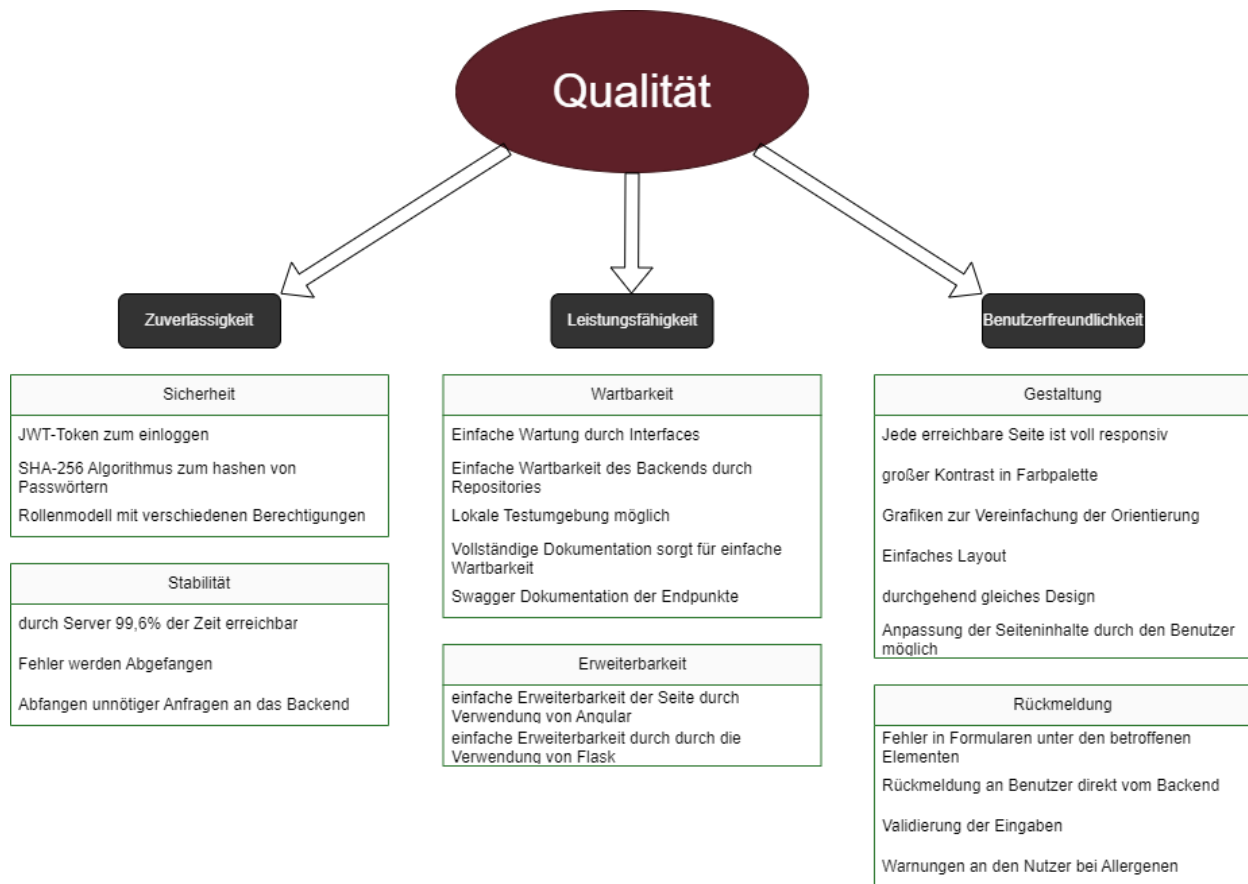 Qualität
Zuverlässigkeit
Leistungsfähigkeit
Benutzerfreundlichkeit
Sicherheit
JWT-Token zum einloggen
SHA-256 Algorithmus zum hashen von
Passwörtern
Rollenmodell mit verschiedenen Berechtigungen
Stabilität
durch Server 99,6% der Zeit erreichbar
Fehler werden Abgefangen
Abfangen unnötiger Anfragen an das Backend
Wartbarkeit
Einfache Wartung durch Interfaces
Einfache Wartbarkeit des Backends durch
Repositories
Lokale Testumgebung möglich
Vollständige Dokumentation sorgt für einfache
Wartbarkeit
Swagger Dokumentation der Endpunkte
Erweiterbarkeit
einfache Erweiterbarkeit der Seite durch
Verwendung von Angular
einfache Erweiterbarkeit durch durch die
Verwendung von Flask
Gestaltung
Jede erreichbare Seite ist voll responsiv
großer Kontrast in Farbpalette
Grafiken zur Vereinfachung der Orientierung
Einfaches Layout
durchgehend gleiches Design
Anpassung der Seiteninhalte durch den Benutzer
möglich
Rückmeldung
Fehler in Formularen unter den betroffenen
Elementen
Rückmeldung an Benutzer direkt vom Backend
Validierung der Eingaben
Warnungen an den Nutzer bei Allergenen